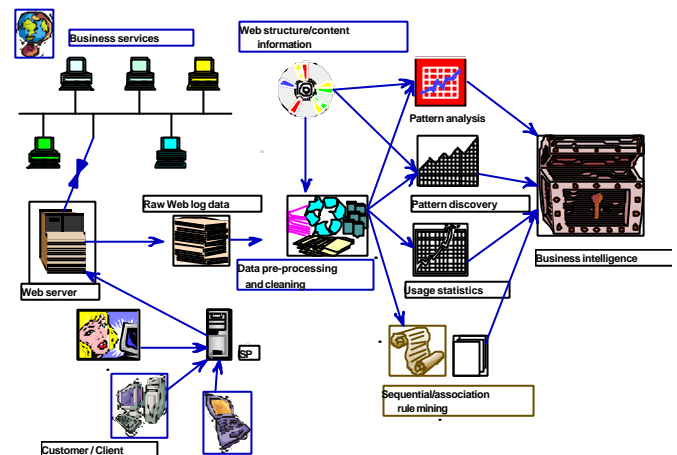 Business services
Web structure/content
information
Pattern analysis
Raw Web log data
Pattern discovery
Business intelligence
Data pre-processing
and cleaning
Web server
Usage statistics
ISP
Sequential/association
rule mining
Customer / Client